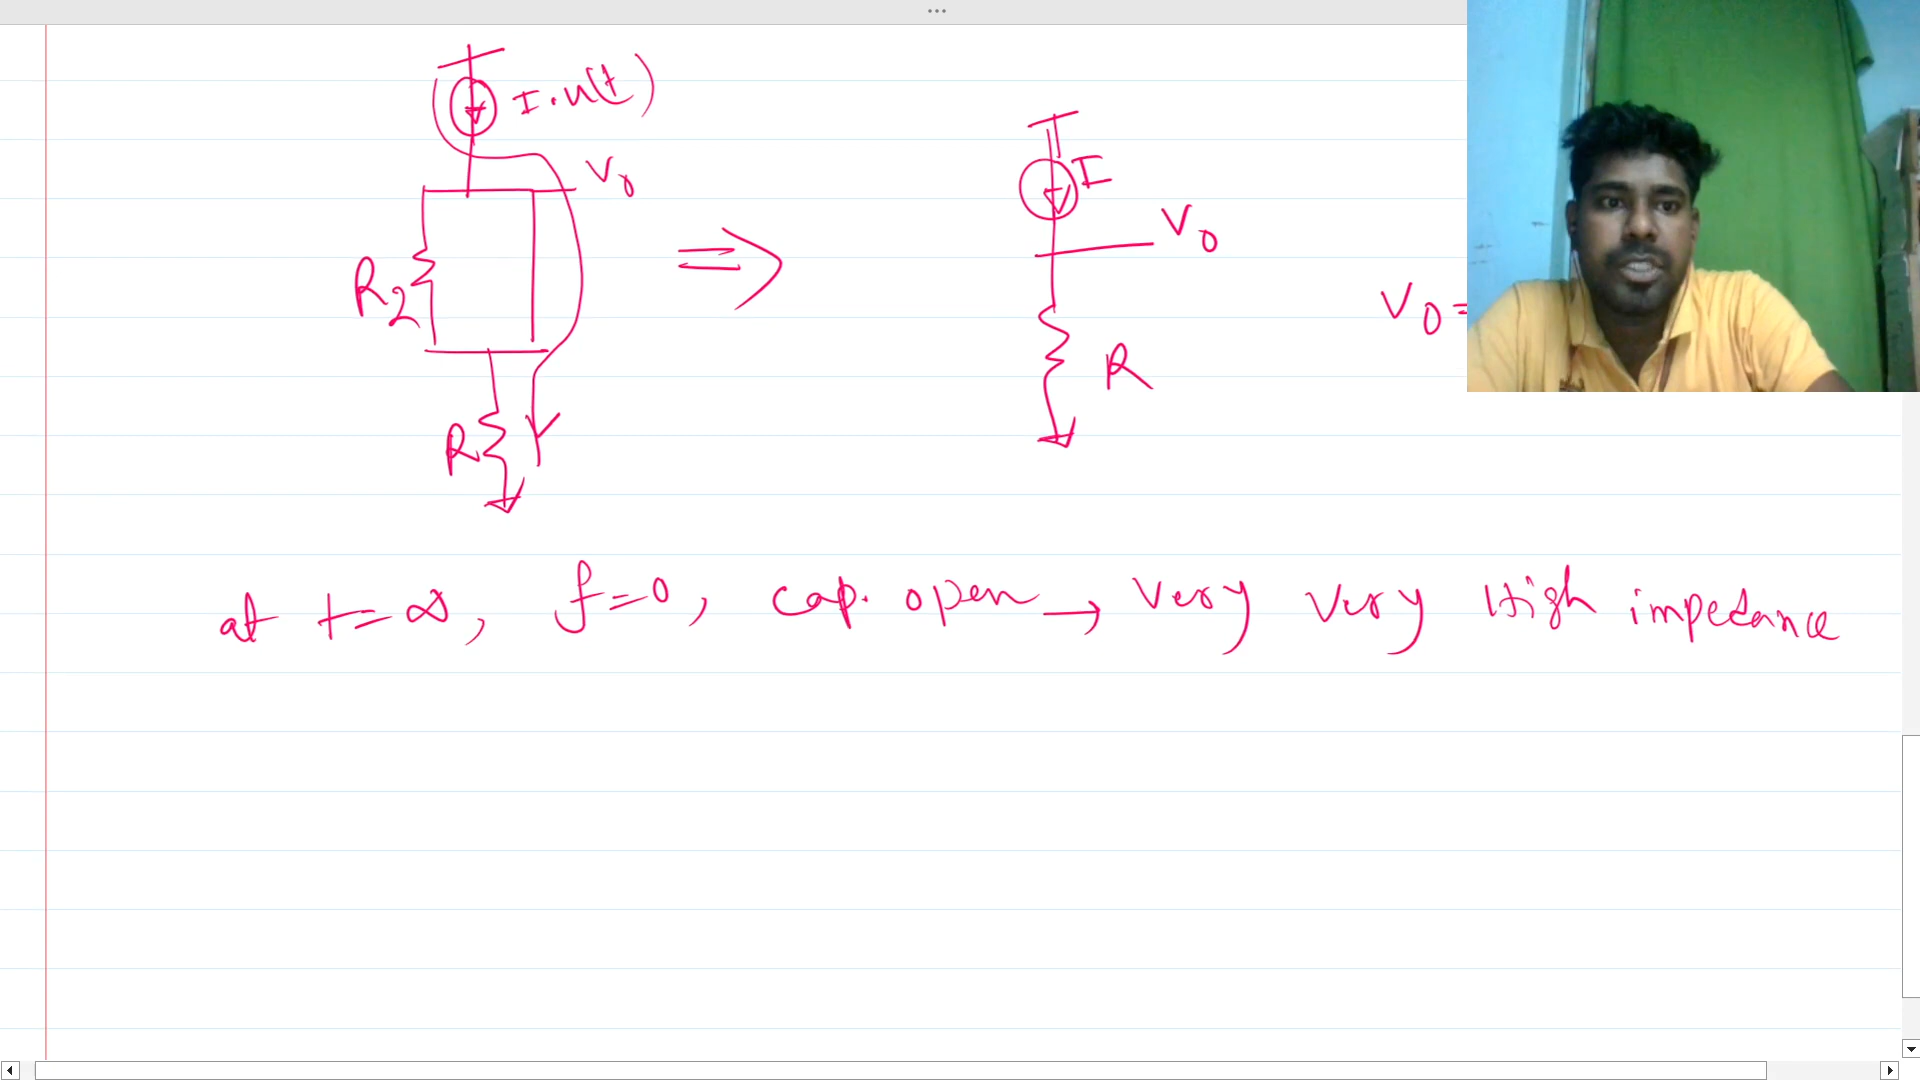 I.u(t)
V0
R2
R
I
V0
R
V0=
at t=∞, f=0, cap. open → Very Very High impedance